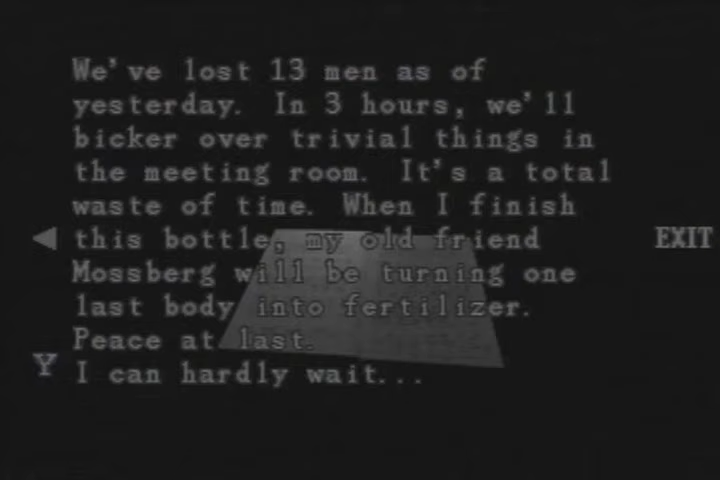 We've lost 13 men as of
yesterday. In 3 hours, we'll
bicker over trivial things in
the meeting room. It's a total
waste of time. When I finish
this bottle, my old friend
EXIT
Mossberg will be turning one
last body into fertilizer.
Peace at last.
Y
I can hardly wait...